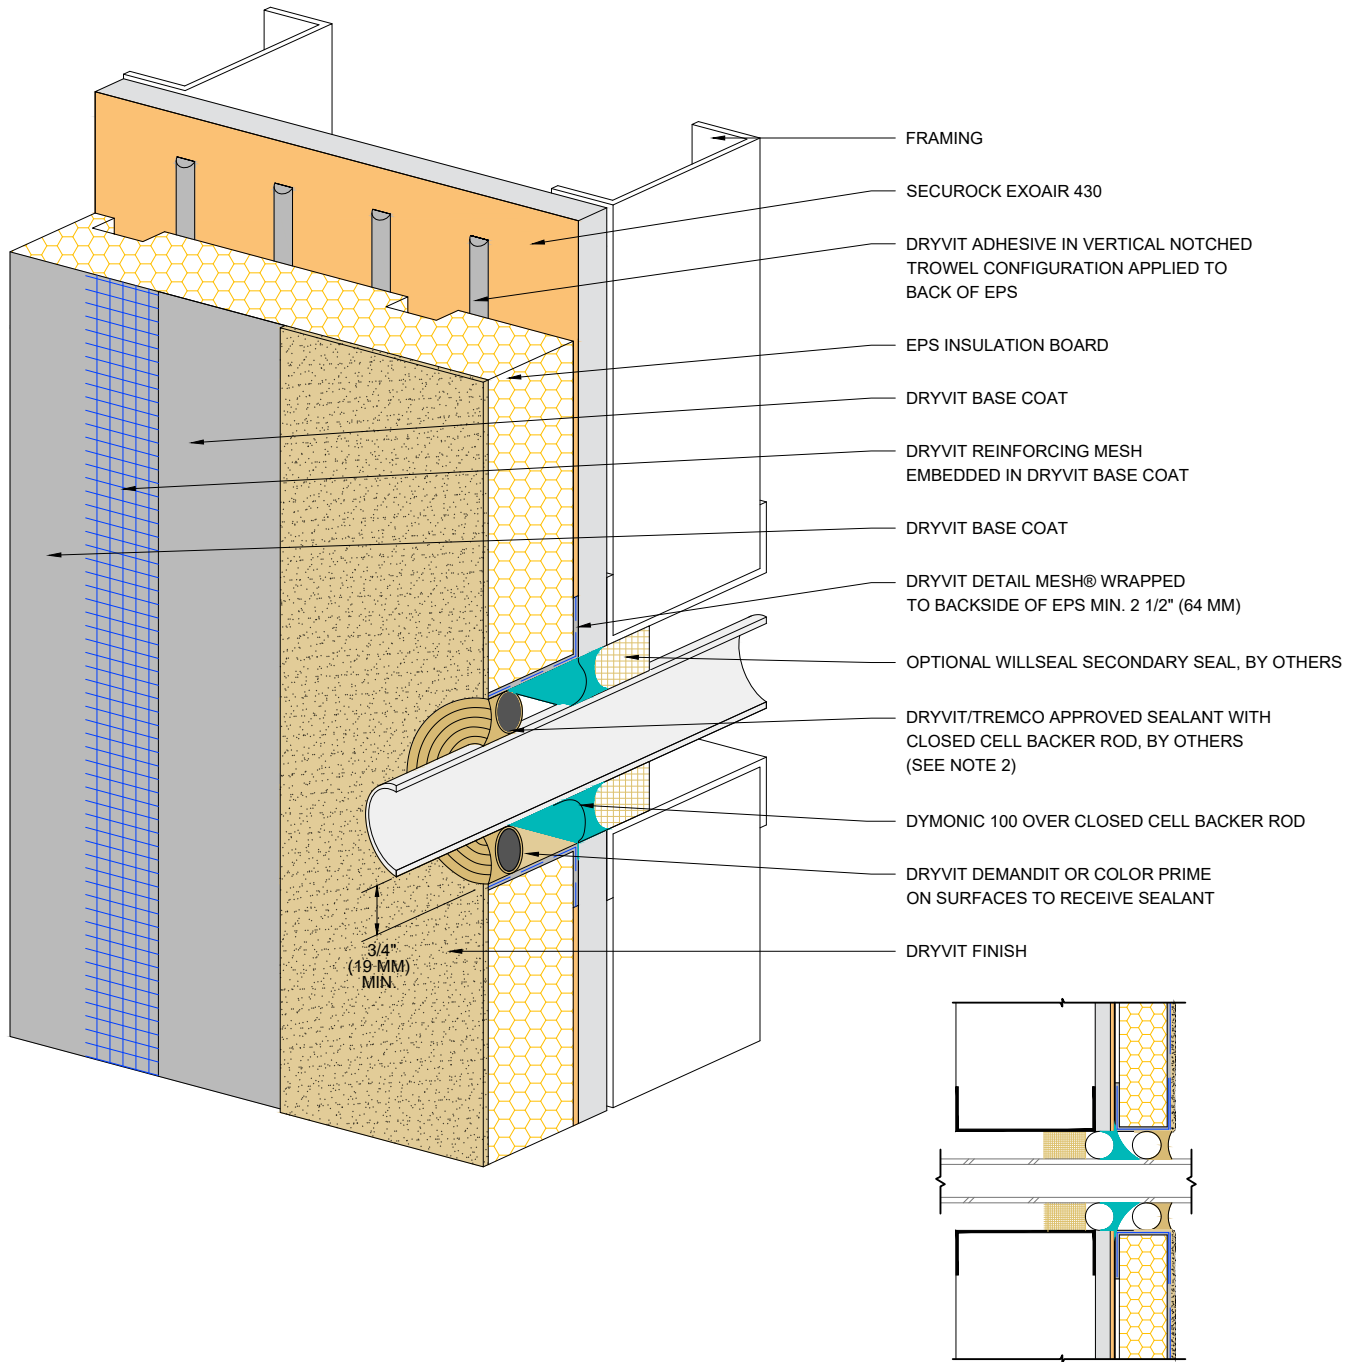 FRAMING
SECUROCK EXOAIR 430
DRYVIT ADHESIVE IN VERTICAL NOTCHED
TROWEL CONFIGURATION APPLIED TO
BACK OF EPS
EPS INSULATION BOARD
DRYVIT BASE COAT
DRYVIT REINFORCING MESH
EMBEDDED IN DRYVIT BASE COAT
DRYVIT BASE COAT
DRYVIT DETAIL MESH® WRAPPED
TO BACKSIDE OF EPS MIN. 2 1/2" (64 MM)
OPTIONAL WILLSEAL SECONDARY SEAL, BY OTHERS
DRYVIT/TREMCO APPROVED SEALANT WITH
CLOSED CELL BACKER ROD, BY OTHERS
(SEE NOTE 2)
DYMONIC 100 OVER CLOSED CELL BACKER ROD
DRYVIT DEMANDIT OR COLOR PRIME
ON SURFACES TO RECEIVE SEALANT
DRYVIT FINISH
3/4"
(19 MM)
MIN.